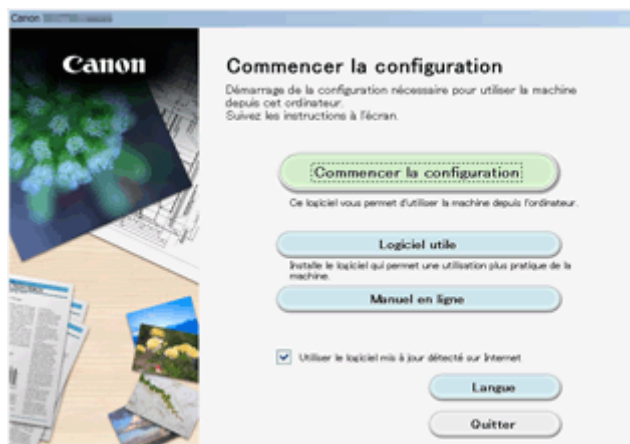 Canon
Canon
Commencer la configuration
Démarrage de la configuration nécessaire pour utiliser la machine
depuis cet ordinateur.
Suivez les instructions à l'écran.
Commencer la configuration
Ce logiciel vous permet d'utiliser la machine depuis l'ordinateur.
Logiciel utile
Installe le logiciel qui permet une utilisation plus pratique de la
machine.
Manuel en ligne
Utiliser le logiciel mis à jour détecté sur Internet
Langue
Quitter